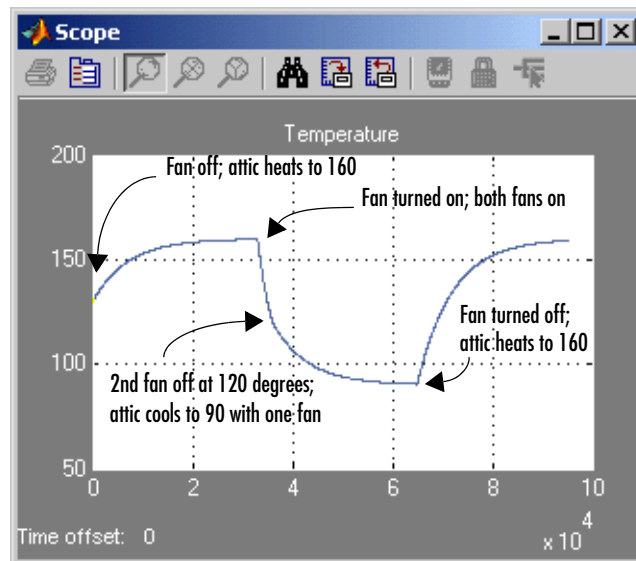 Scope
Temperature
200
150
100
50
Fan off; attic heats to 160
Fan turned on; both fans on
Fan turned off;
attic heats to 160
2nd fan off at 120 degrees;
attic cools to 90 with one fan
0
2
4
6
8
10
x 10
4
Time offset: 0